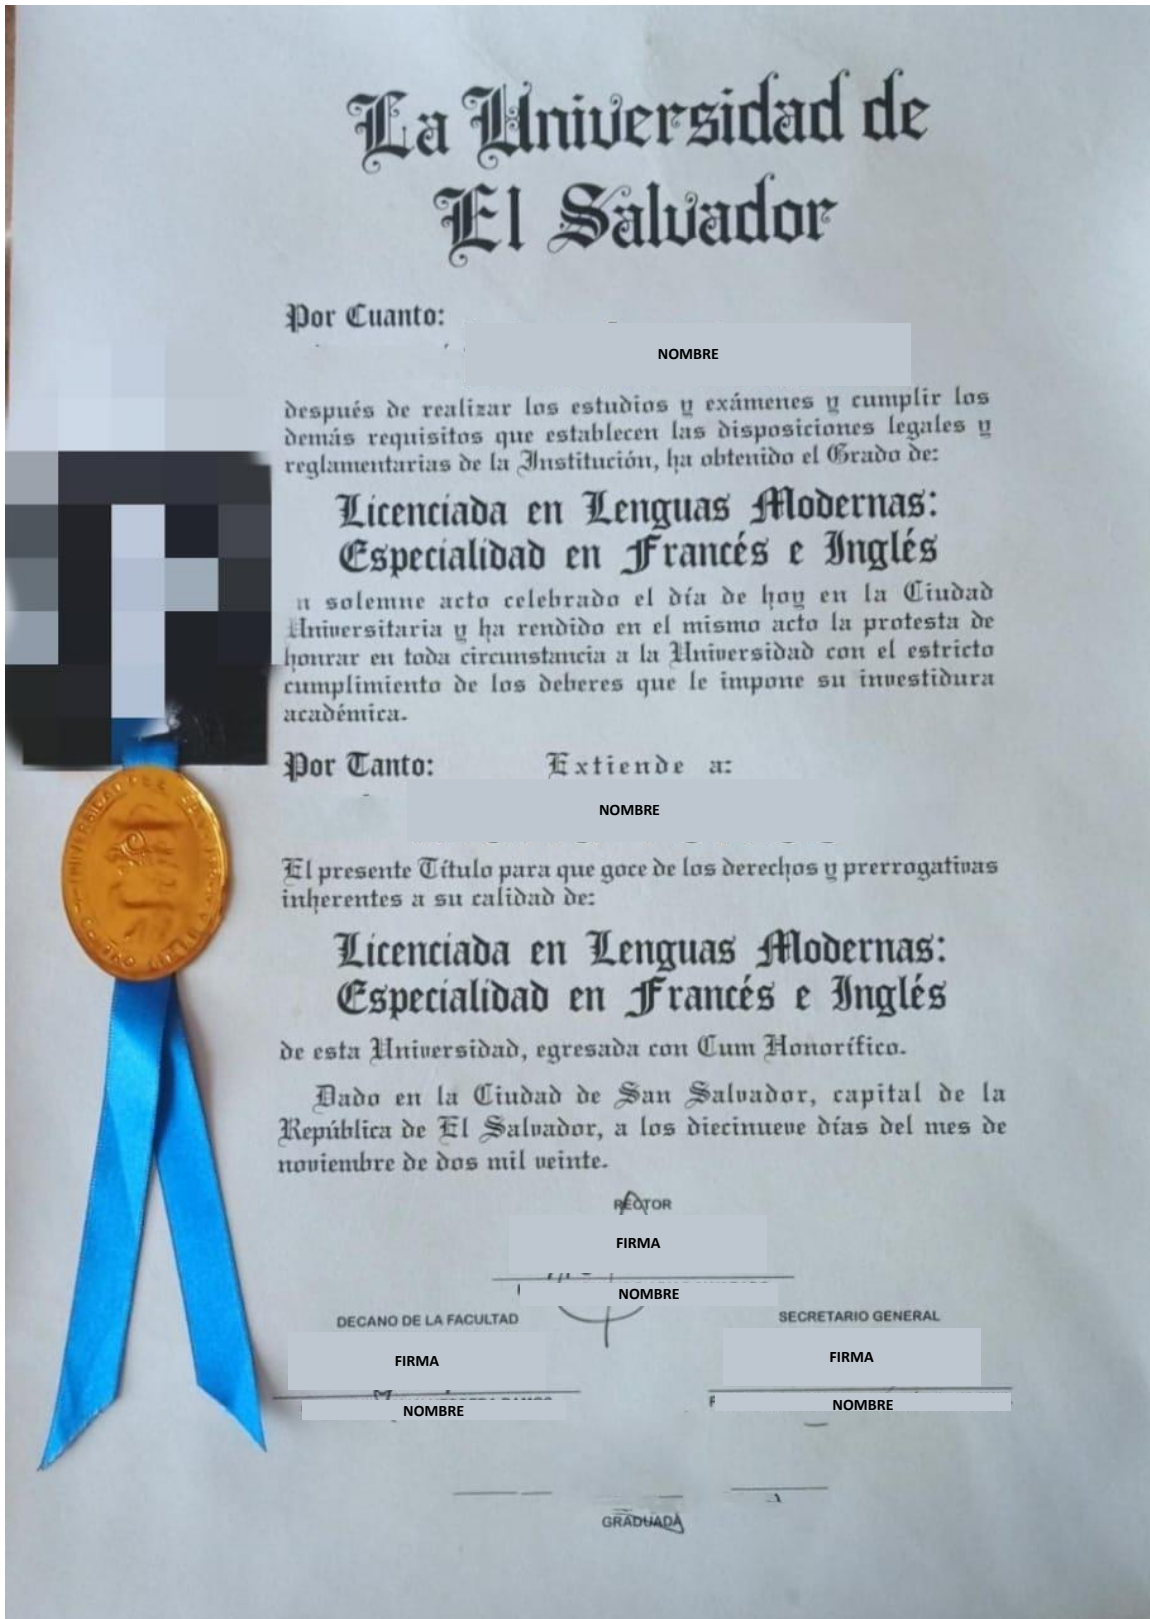 La Universidad de
El Salvador
Por Cuanto:
NOMBRE
después de realizar los estudios y exámenes y cumplir los
demás requisitos que establecen las disposiciones legales y
reglamentarias de la Institución, ha obtenido el Grado de:
Licenciada en Lenguas Modernas:
Especialidad en Francés e Inglés
n solemne acto celebrado el día de hoy en la Ciudad
Universitaria y ha rendido en el mismo acto la protesta de
honrar en toda circunstancia a la Universidad con el estricto
cumplimiento de los deberes que le impone su investidura
académica.
Por Tanto: Extiende a:
NOMBRE
El presente Título para que goce de los derechos y prerrogativas
inherentes a su calidad de:
Licenciada en Lenguas Modernas:
Especialidad en Francés e Inglés
de esta Universidad, egresada con Cum Honorífico.
Dado en la Ciudad de San Salvador, capital de la
República de El Salvador, a los diecinueve días del mes de
noviembre de dos mil veinte.
RECTOR
FIRMA
NOMBRE
DECANO DE LA FACULTAD
SECRETARIO GENERAL
FIRMA
FIRMA
NOMBRE
NOMBRE
GRADUADA